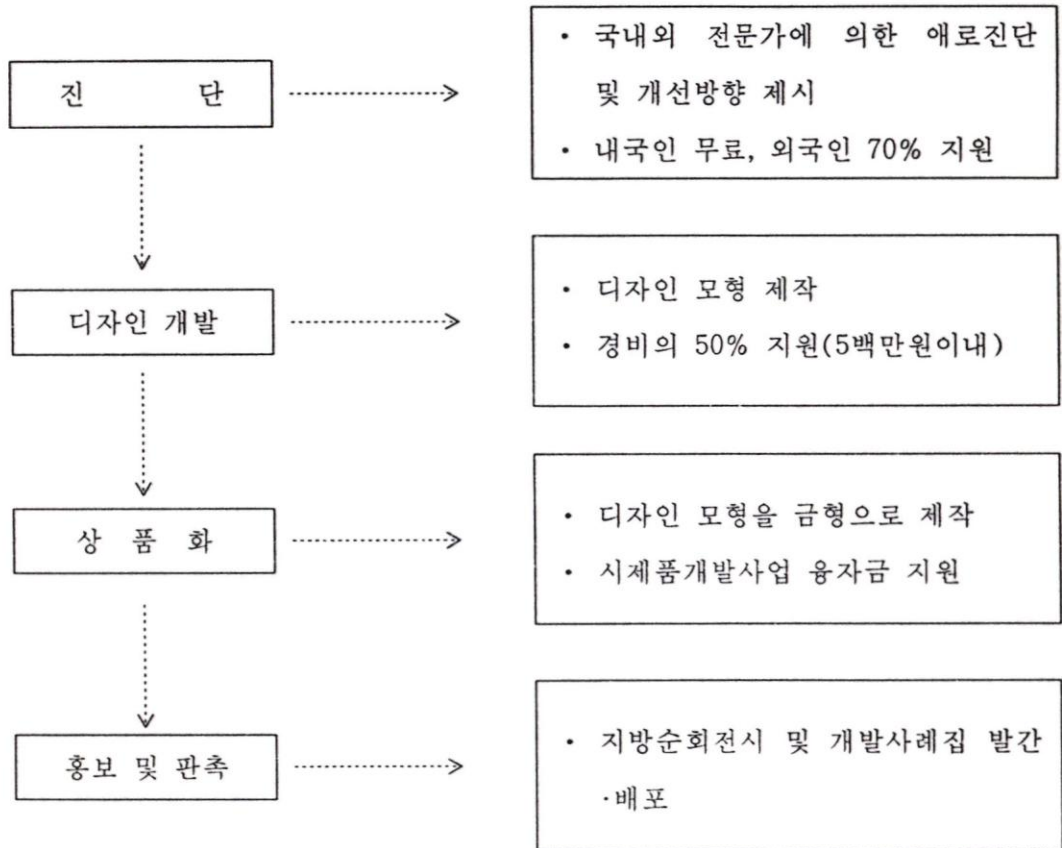 진 단
· 국내외 전문가에 의한 애로진단
및 개선방향 제시
· 내국인 무료, 외국인 70% 지원
디자인 개발
· 디자인 모형 제작
· 경비의 50% 지원(5백만원이내)
상 품 화
· 디자인 모형을 금형으로 제작
· 시제품개발사업 융자금 지원
홍보 및 판촉
· 지방순회전시 및 개발사례집 발간
·배포